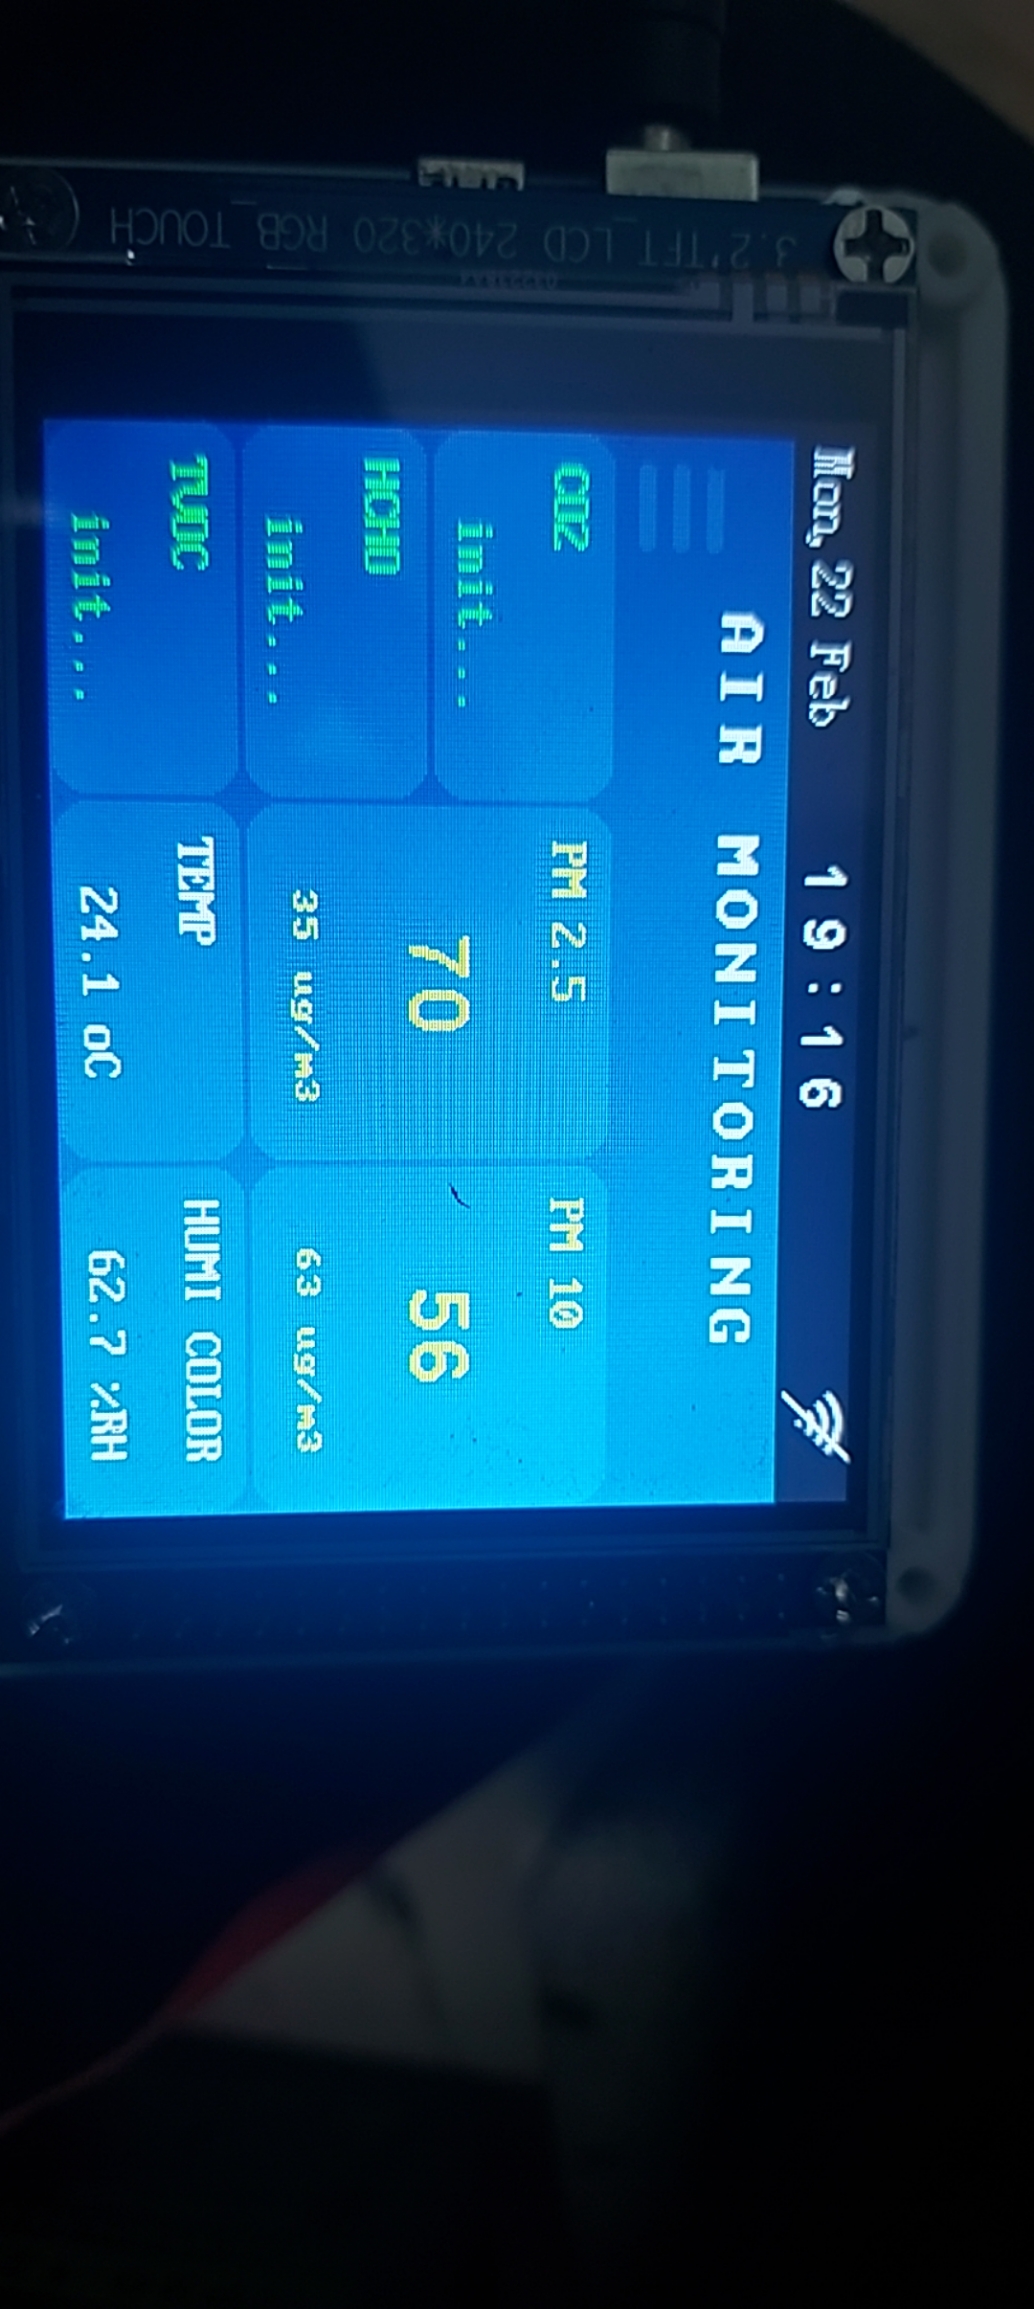 3.2'TFT_LCD 240*320 RGB_TOUCH
Mon, 22 Feb 19:16
AIR MONITORING
CO2
init...
PM 2.5
70
35 ug/m3
PM 10
56
63 ug/m3
HCHO
init...
TVOC
init...
TEMP
24.1 oC
HUMI COLOR
62.7 %RH